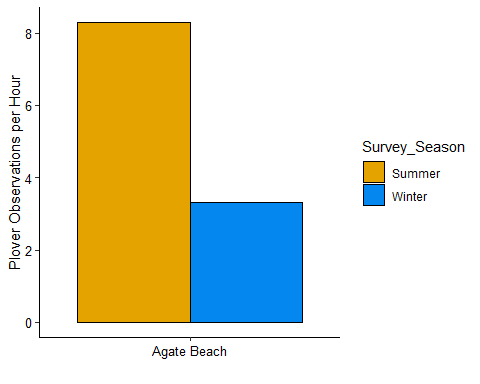 Plover Observations per Hour
8
6
4
2
0
Agate Beach
Survey_Season
Summer
Winter